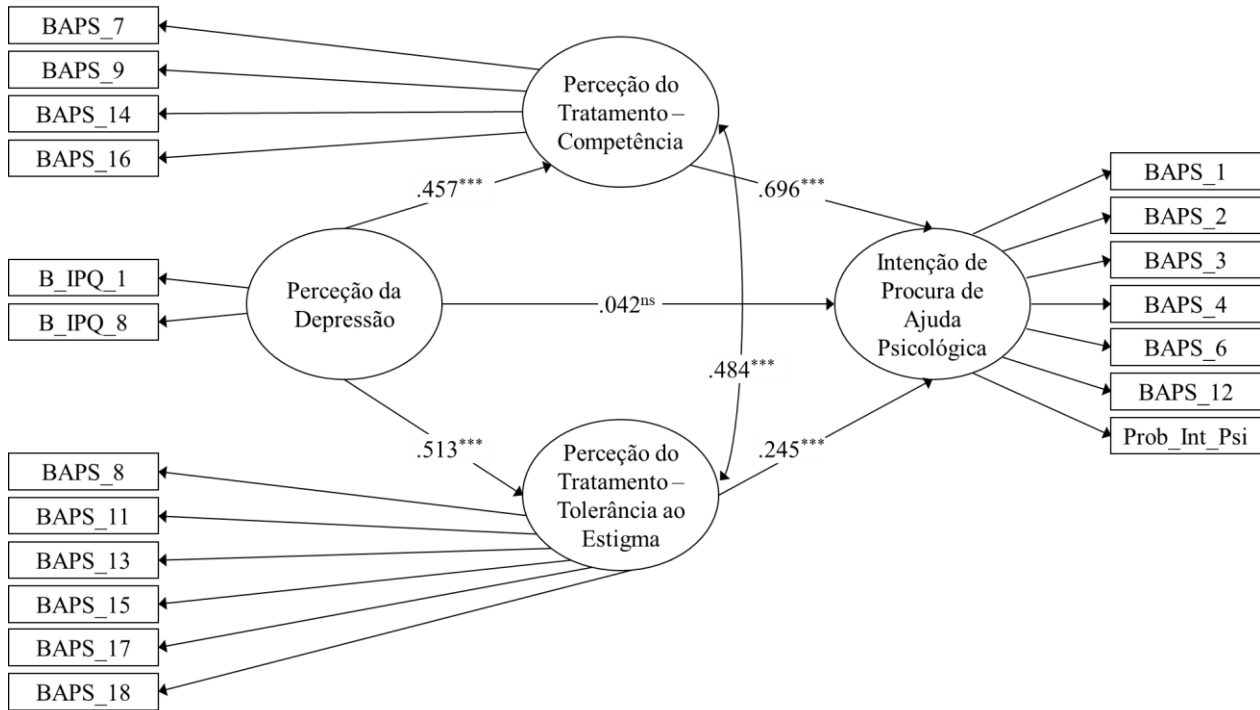 BAPS_7
BAPS_9
BAPS_14
BAPS_16
Perceção do
Tratamento –
Competência
.457***
.696***
B_IPQ_1
B_IPQ_8
Perceção da
Depressão
.042ns
.484***
Intenção de
Procura de
Ajuda
Psicológica
BAPS_1
BAPS_2
BAPS_3
BAPS_4
BAPS_6
BAPS_12
Prob_Int_Psi
.513***
.245***
BAPS_8
BAPS_11
BAPS_13
BAPS_15
BAPS_17
BAPS_18
Perceção do
Tratamento –
Tolerância ao
Estigma